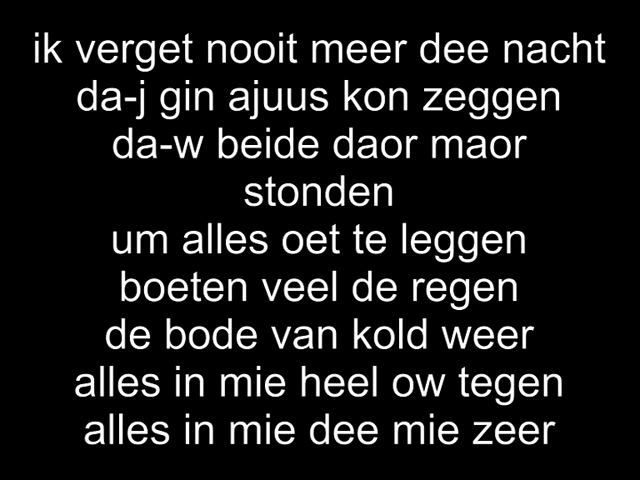 ik verget nooit meer dee nacht
da-j gin ajuus kon zeggen
da-w beide daor maor
stonden
um alles oet te leggen
boeten veel de regen
de bode van kold weer
alles in mie heel ow tegen
alles in mie dee mie zeer